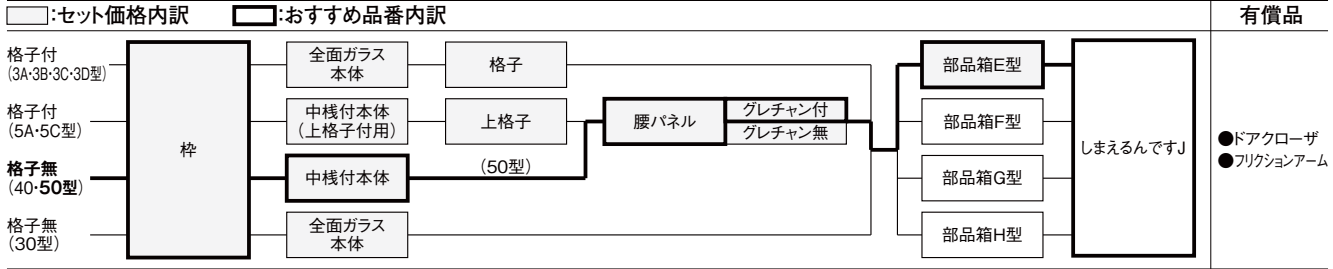 :セット価格内訳
:おすすめ品番内訳
有償品
格子付
(3A･3B･3C･3D型)
枠
全面ガラス
本体
格子
部品箱E型
しまえるんですJ
格子付
(5A･5C型)
中桟付本体
(上格子付用)
上格子
腰パネル
グレチャン付
グレチャン無
部品箱F型
●ドアクローザ
●フリクションアーム
格子無
(40･50型)
中桟付本体
(50型)
部品箱G型
格子無
(30型)
全面ガラス
本体
部品箱H型